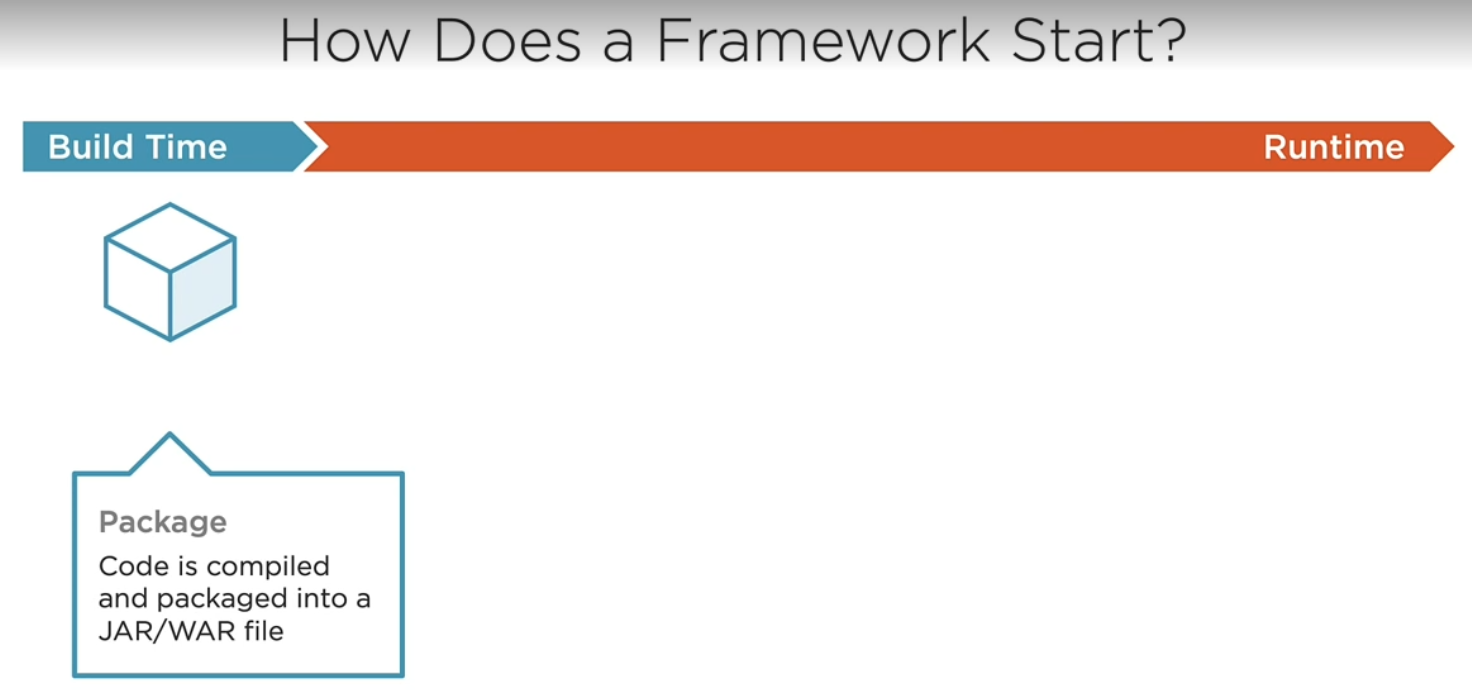 How Does a Framework Start?
Build Time
Runtime
Package
Code is compiled
and packaged into a
JAR/WAR file